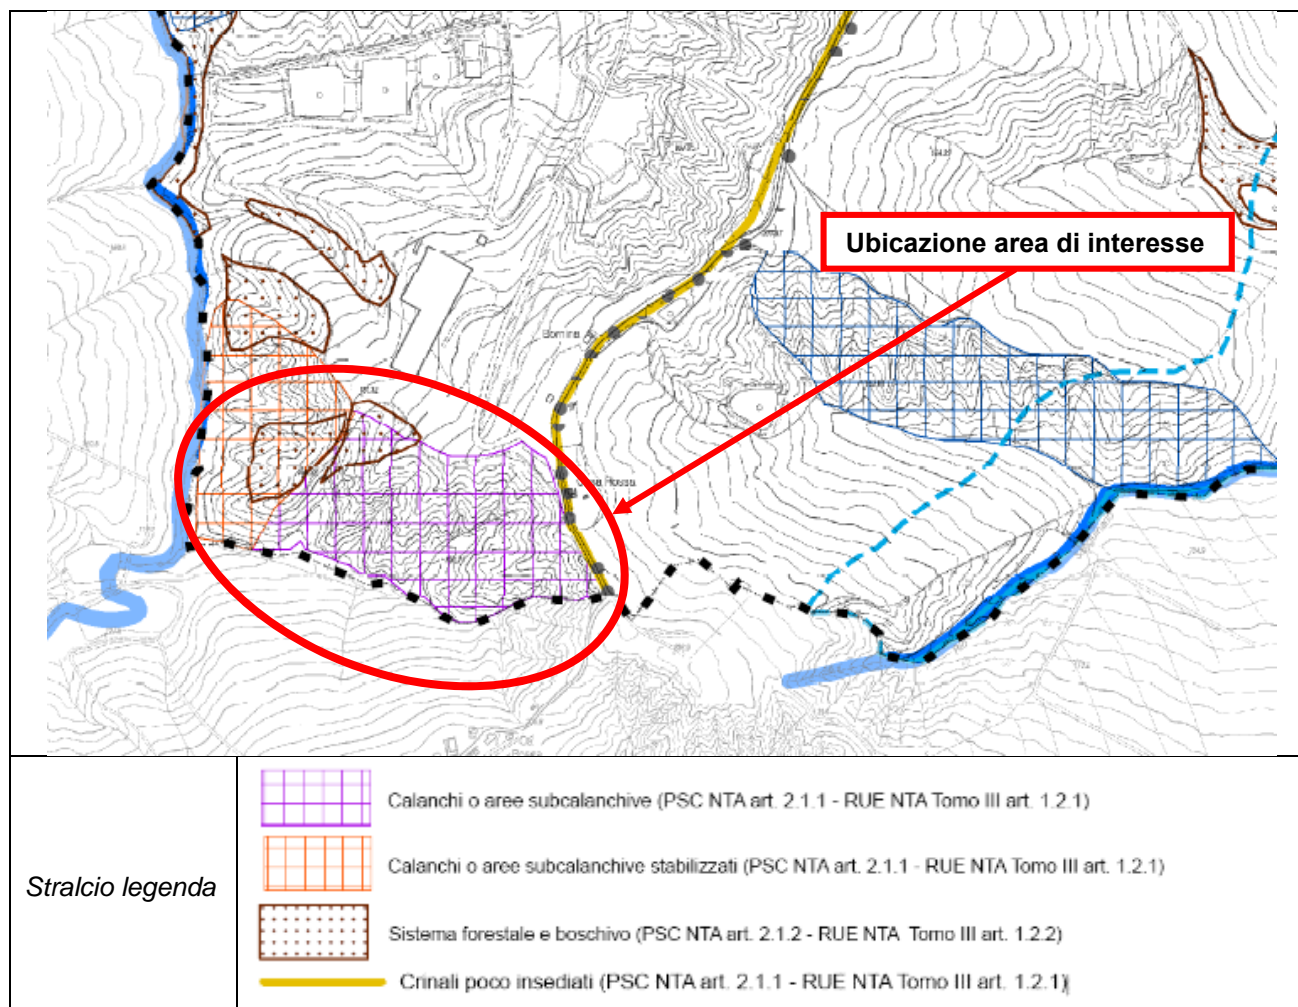 Ubicazione area di interesse
Stralcio legenda
Calanchi o aree subcalanchive (PSC NTA art. 2.1.1 - RUE NTA Tomo III art. 1.2.1)
Calanchi o aree subcalanchive stabilizzati (PSC NTA art. 2.1.1 - RUE NTA Tomo III art. 1.2.1)
Sistema forestale e boschivo (PSC NTA art. 2.1.2 - RUE NTA Tomo III art. 1.2.2)
Crinali poco insediati (PSC NTA art. 2.1.1 - RUE NTA Tomo III art. 1.2.1)